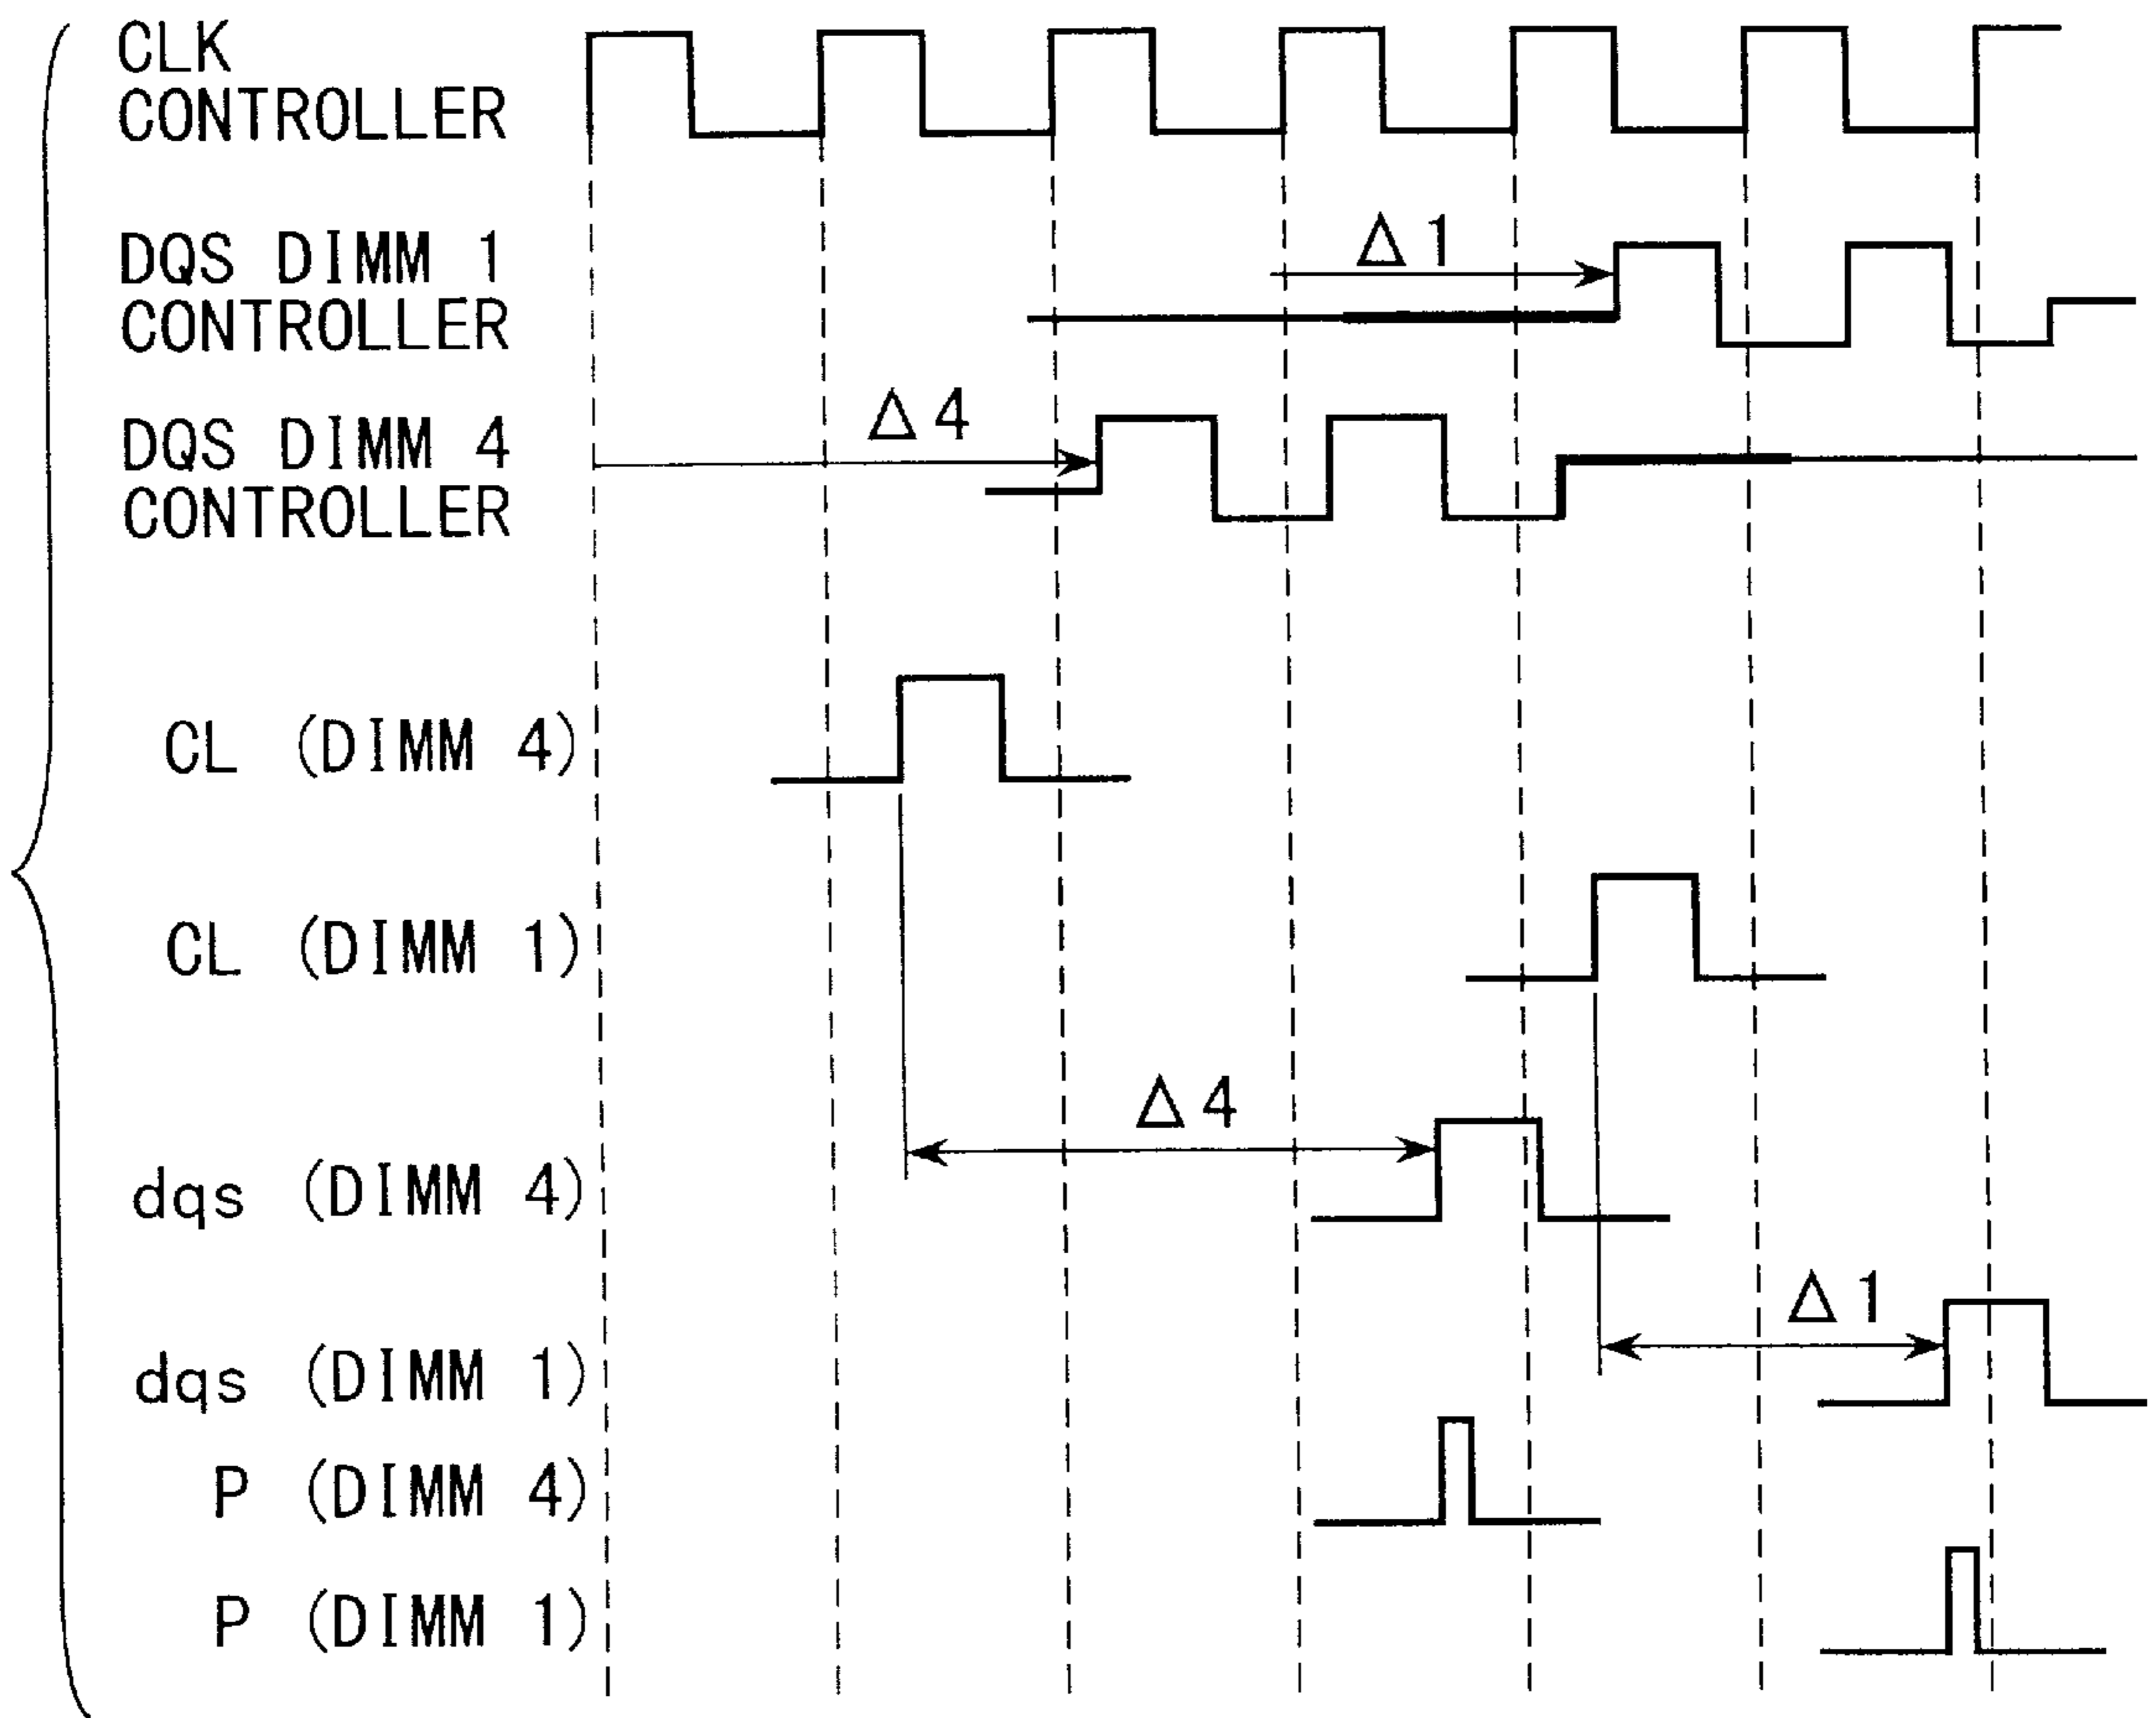 CLK
CONTROLLER
Δ1
DQS DIMM 1
CONTROLLER
Δ4
DQS DIMM 4
CONTROLLER
CL (DIMM 4)
CL (DIMM 1)
Δ4
dqs (DIMM 4)
Δ1
dqs (DIMM 1)
P (DIMM 4)
P (DIMM 1)